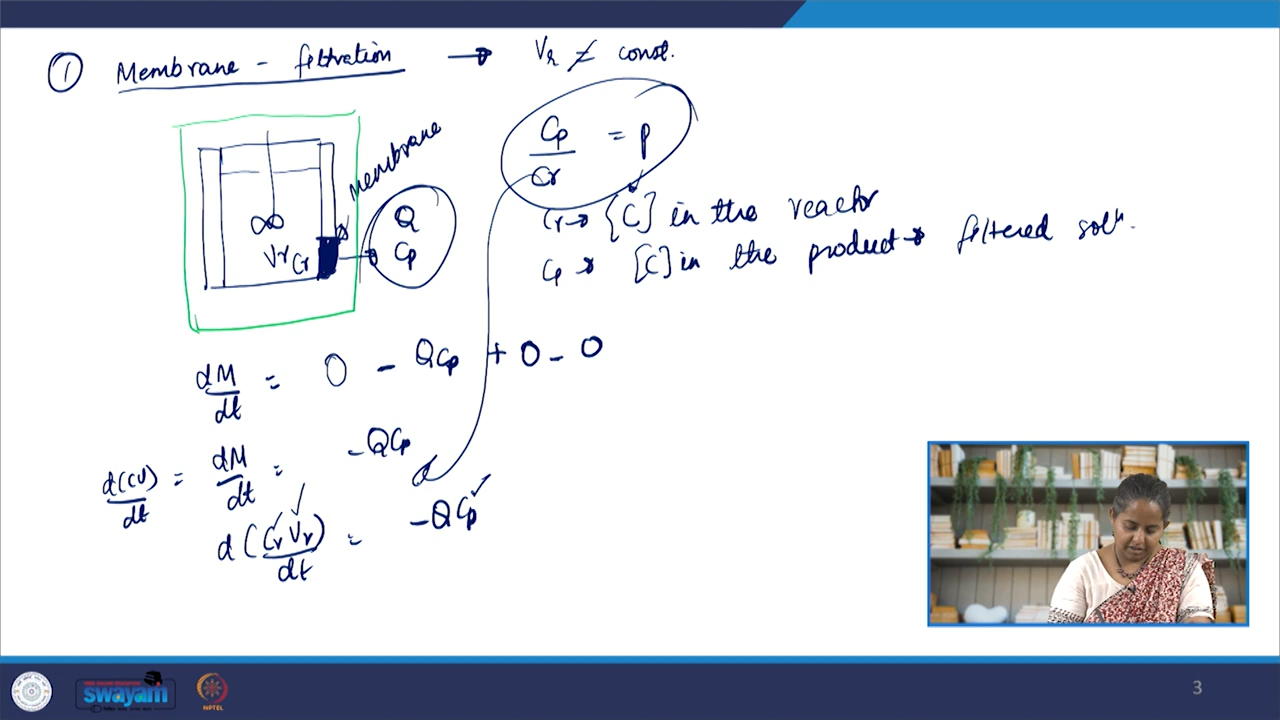 ① Membrane - filtration → Vr ≠ const.
Cp/Cr = p
Membrane
Q
Cp
Vr Cr
Cr → [C] in the reactor
Cp → [C] in the product → filtered solⁿ.
dM/dt = 0 - QCp + 0 - 0
d(CV)/dt = dM/dt = -QCp
d(CrVr)/dt = -QCp
3
swayam
NPTEL